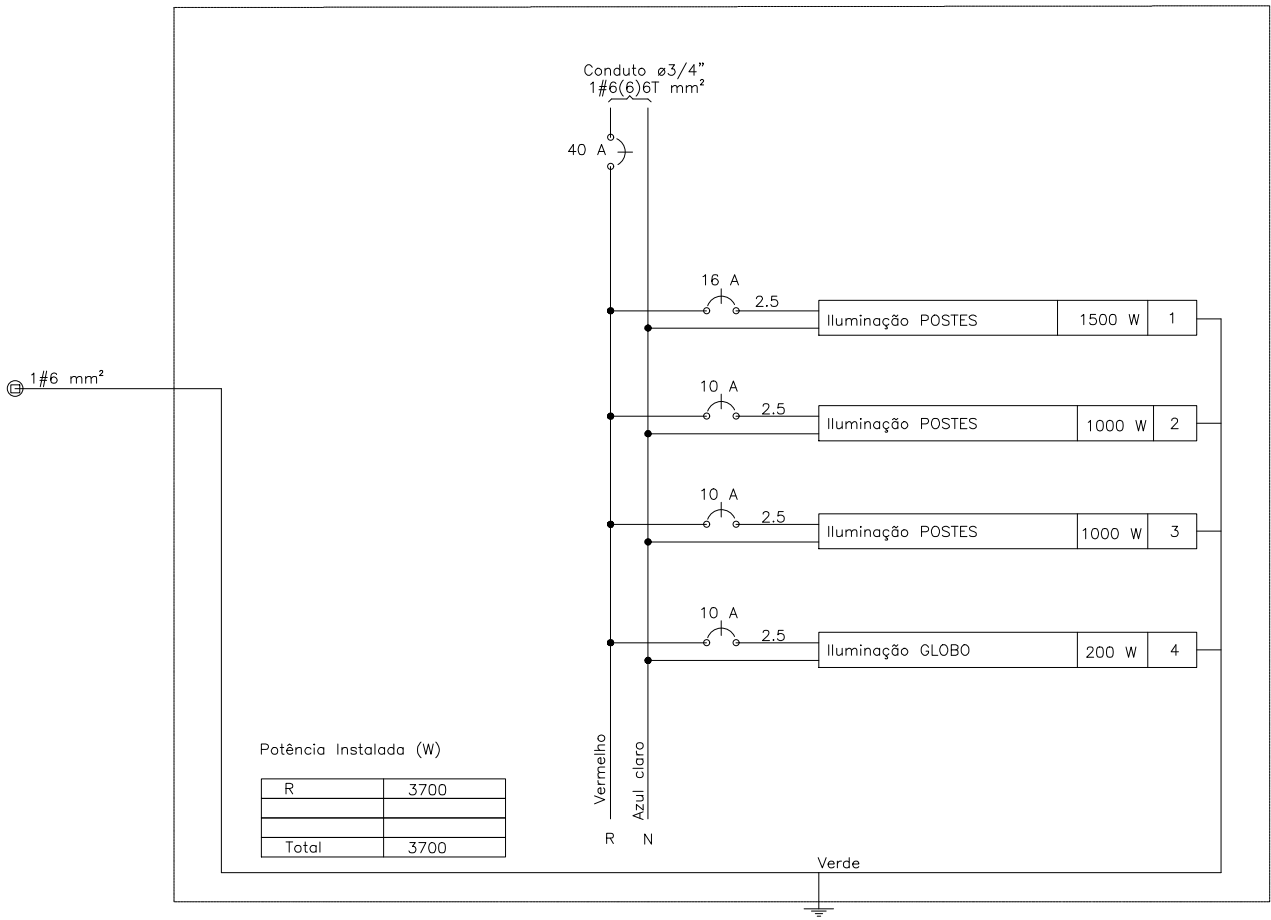 Conduto ø3/4"
1#6(6)6T mm²
40 A
16 A
2.5
Iluminação POSTES 1500 W 1
1#6 mm²
10 A
2.5
Iluminação POSTES 1000 W 2
10 A
2.5
Iluminação POSTES 1000 W 3
10 A
2.5
Iluminação GLOBO 200 W 4
Potência Instalada (W)
R 3700
Total 3700
Vermelho
Azul claro
R N
Verde